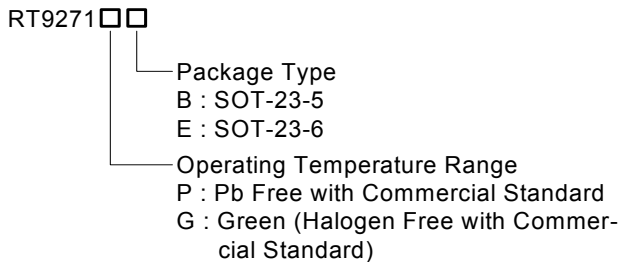 RT9271□□
Package Type
B : SOT-23-5
E : SOT-23-6
Operating Temperature Range
P : Pb Free with Commercial Standard
G : Green (Halogen Free with Commer-
cial Standard)